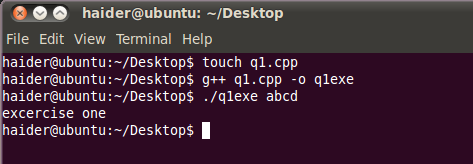 haider@ubuntu: ~/Desktop
File Edit View Terminal Help
haider@ubuntu:~/Desktop$ touch q1.cpp
haider@ubuntu:~/Desktop$ g++ q1.cpp -o q1exe
haider@ubuntu:~/Desktop$ ./q1exe abcd
excercise one
haider@ubuntu:~/Desktop$